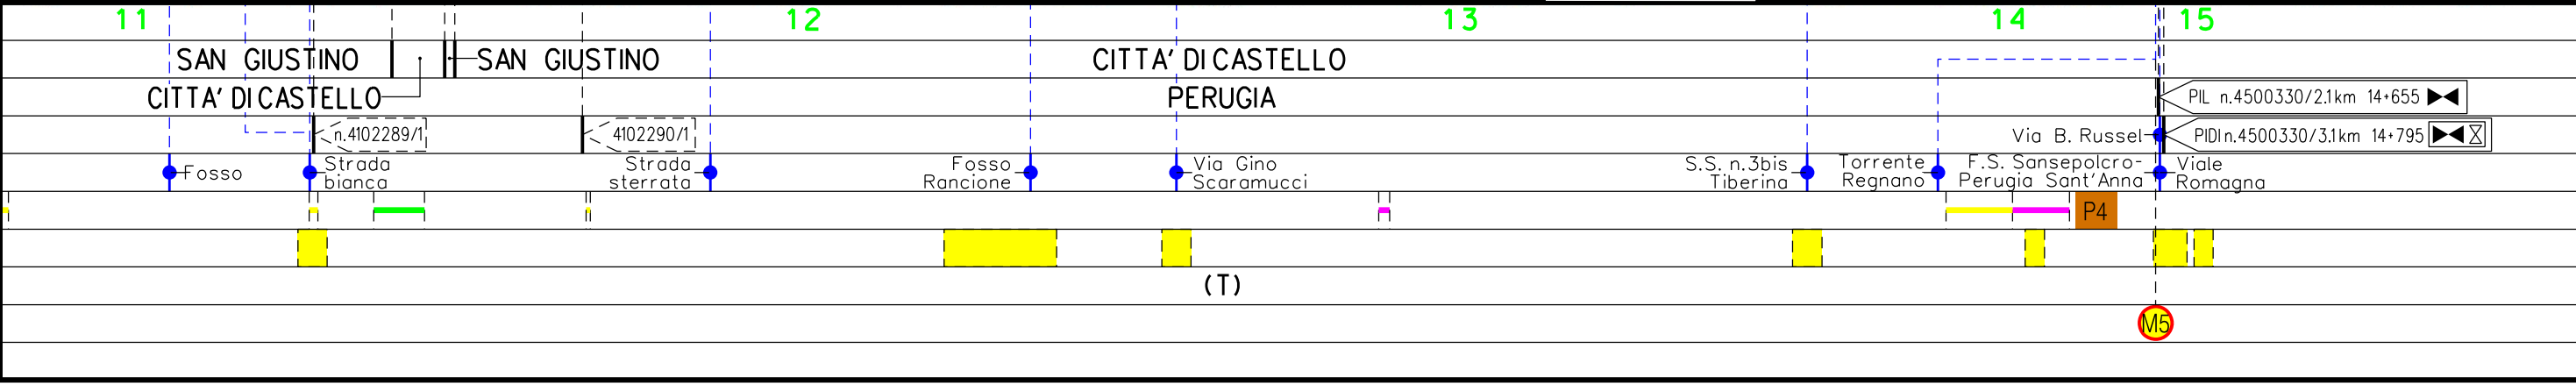 11 12 13 14 15
SAN GIUSTINO SAN GIUSTINO CITTA' DI CASTELLO
CITTA' DI CASTELLO PERUGIA PIL n.4500330/2.1km 14+655
n.4102289/1 4102290/1 Via B. Russel PIDIn.4500330/3.1km 14+795
Fosso
Strada
bianca
Strada
sterrata
Fosso
Rancione
Via Gino
Scaramucci
S.S. n.3bis
Tiberina
Torrente
Regnano
F.S. Sansepolcro-
Perugia Sant'Anna
Viale
Romagna
P4
(T)
M5